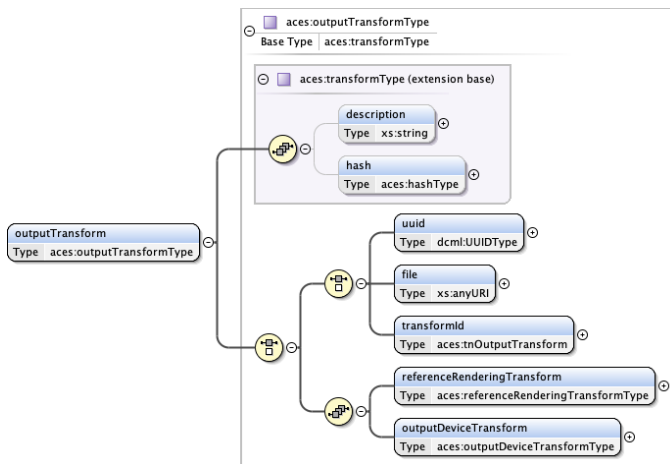 aces:outputTransformType
Base Type aces:transformType
aces:transformType (extension base)
description
Type xs:string
hash
Type aces:hashType
outputTransform
Type aces:outputTransformType
uuid
Type dcml:UUIDType
file
Type xs:anyURI
transformId
Type aces:tnOutputTransform
referenceRenderingTransform
Type aces:referenceRenderingTransformType
outputDeviceTransform
Type aces:outputDeviceTransformType